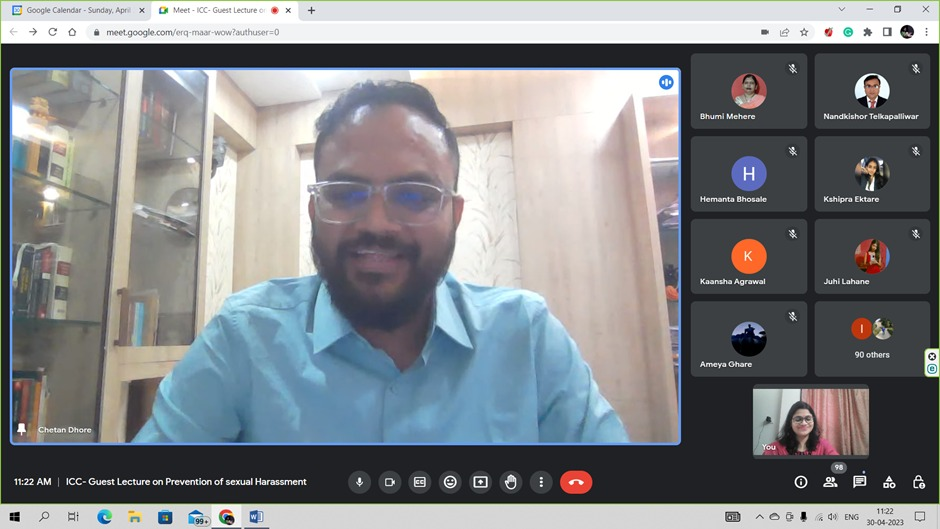 Google Calendar - Sunday, April
Meet - ICC- Guest Lecture on
meet.google.com/erq-maar-wow?authuser=0
Bhumi Mehere
Nandkishor Telkapalliwar
H
Hemanta Bhosale
Kshipra Ektare
K
Kaansha Agrawal
Juhi Lahane
Ameya Ghare
I
90 others
Chetan Dhore
You
11:22 AM | ICC- Guest Lecture on Prevention of sexual Harassment
98
99+
ENG
11:22
30-04-2023